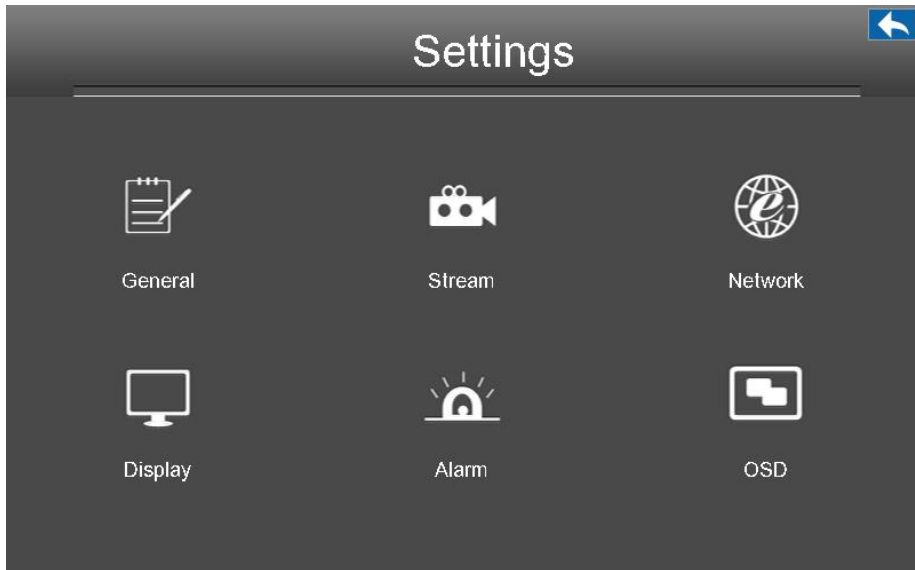 Settings
General
Stream
Network
Display
Alarm
OSD